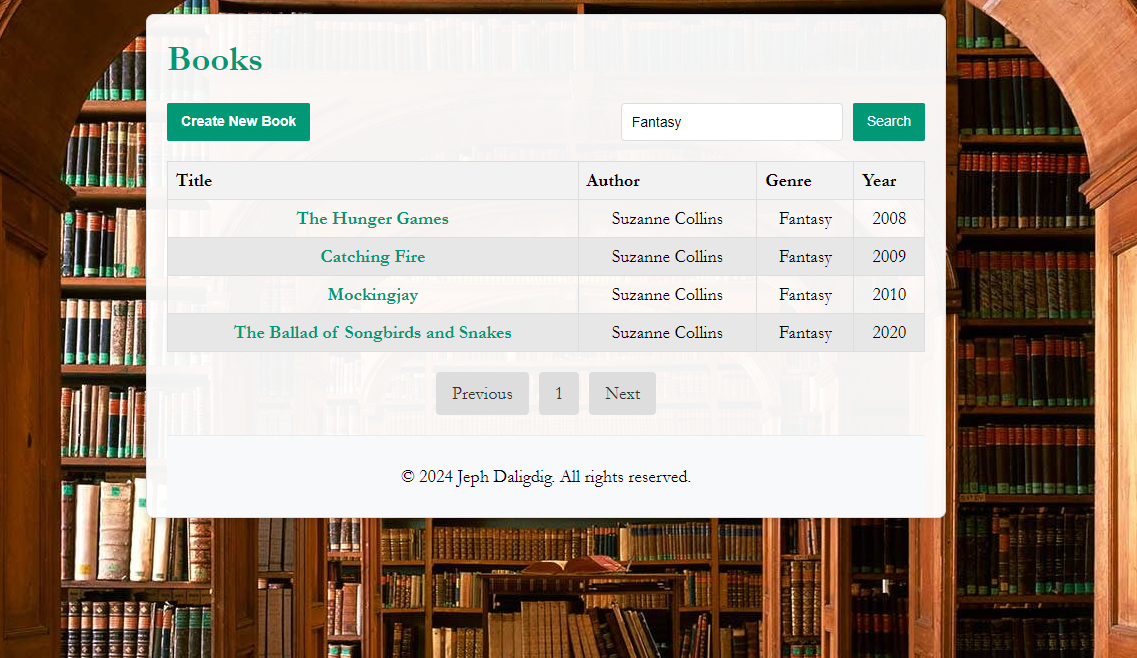 Books
Create New Book Fantasy Search
Title Author Genre Year
The Hunger Games Suzanne Collins Fantasy 2008
Catching Fire Suzanne Collins Fantasy 2009
Mockingjay Suzanne Collins Fantasy 2010
The Ballad of Songbirds and Snakes Suzanne Collins Fantasy 2020
Previous 1 Next
© 2024 Jeph Daligdig. All rights reserved.